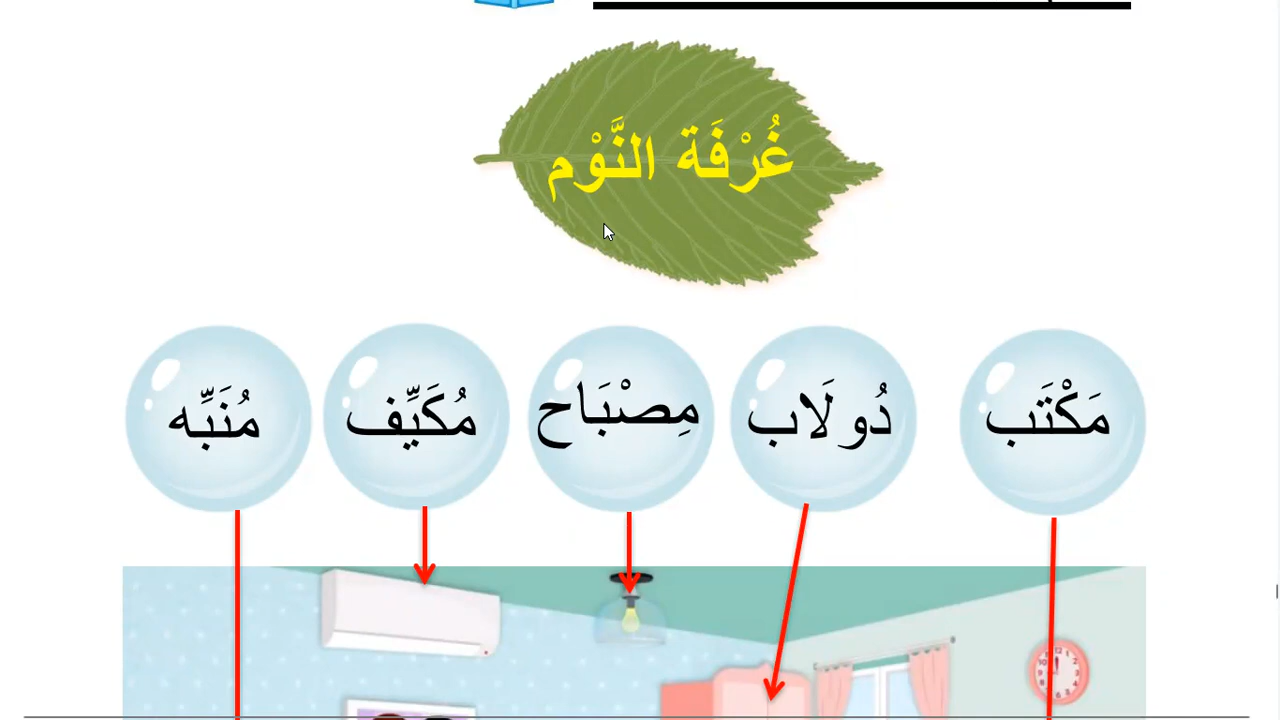 غُرْفَة النَّوْم
مَكْتَب دُولَاب مِصْبَاح مُكَيِّف مُنَبِّه